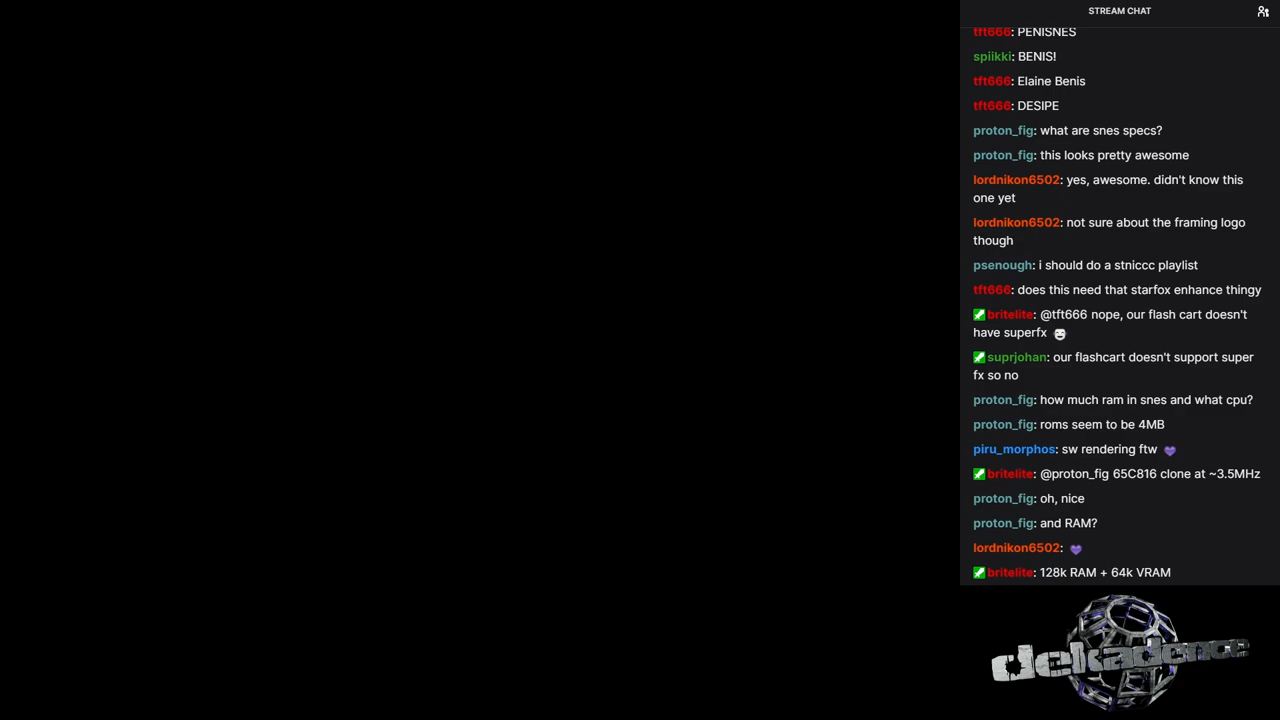 STREAM CHAT
tft666: PENISNES
spiikki: BENIS!
tft666: Elaine Benis
tft666: DESIPE
proton_fig: what are snes specs?
proton_fig: this looks pretty awesome
lordnikon6502: yes, awesome. didn't know this
one yet
lordnikon6502: not sure about the framing logo
though
psenough: i should do a stniccc playlist
tft666: does this need that starfox enhance thingy
britelite: @tft666 nope, our flash cart doesn't
have superfx
suprjohan: our flashcart doesn't support super
fx so no
proton_fig: how much ram in snes and what cpu?
proton_fig: roms seem to be 4MB
piru_morphos: sw rendering ftw
britelite: @proton_fig 65C816 clone at ~3.5MHz
proton_fig: oh, nice
proton_fig: and RAM?
lordnikon6502:
britelite: 128k RAM + 64k VRAM
dekadence